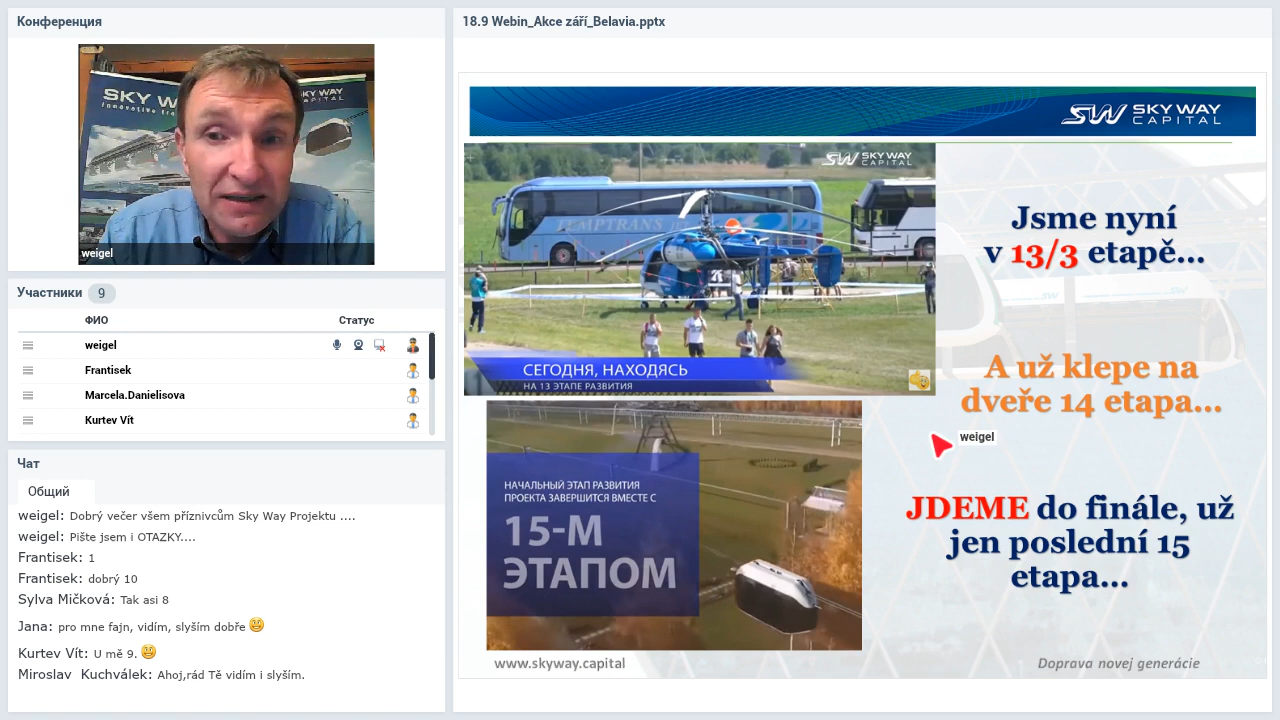 Конференция
SKY W
KY WAY
Innovative tra
CAPITAL
weigel
Участники 9
ФИО Статус
weigel
Frantisek
Marcela.Danielisova
Kurtev Vít
Чат
Общий
weigel: Dobrý večer všem příznivcům Sky Way Projektu ....
weigel: Pište jsem i OTAZKY....
Frantisek: 1
Frantisek: dobrý 10
Sylva Mičková: Tak asi 8
Jana: pro mne fajn, vidím, slyším dobře
Kurtev Vít: U mě 9.
Miroslav Kuchválek: Ahoj,rád Tě vidím i slyším.
18.9 Webin_Akce září_Belavia.pptx
SW SKY WAY
CAPITAL
SW SKY WAY
CAPITAL
TEMPTRANS
СЕГОДНЯ, НАХОДЯСЬ
НА 13 ЭТАПЕ РАЗВИТИЯ
Jsme nyní
v 13/3 etapě...
A už klepe na
dveře 14 etapa...
weigel
JDEME do finále, už
jen poslední 15
etapa...
НАЧАЛЬНЫЙ ЭТАП РАЗВИТИЯ
ПРОЕКТА ЗАВЕРШИТСЯ ВМЕСТЕ С
15-М
ЭТАПОМ
www.skyway.capital
Doprava novej generácie